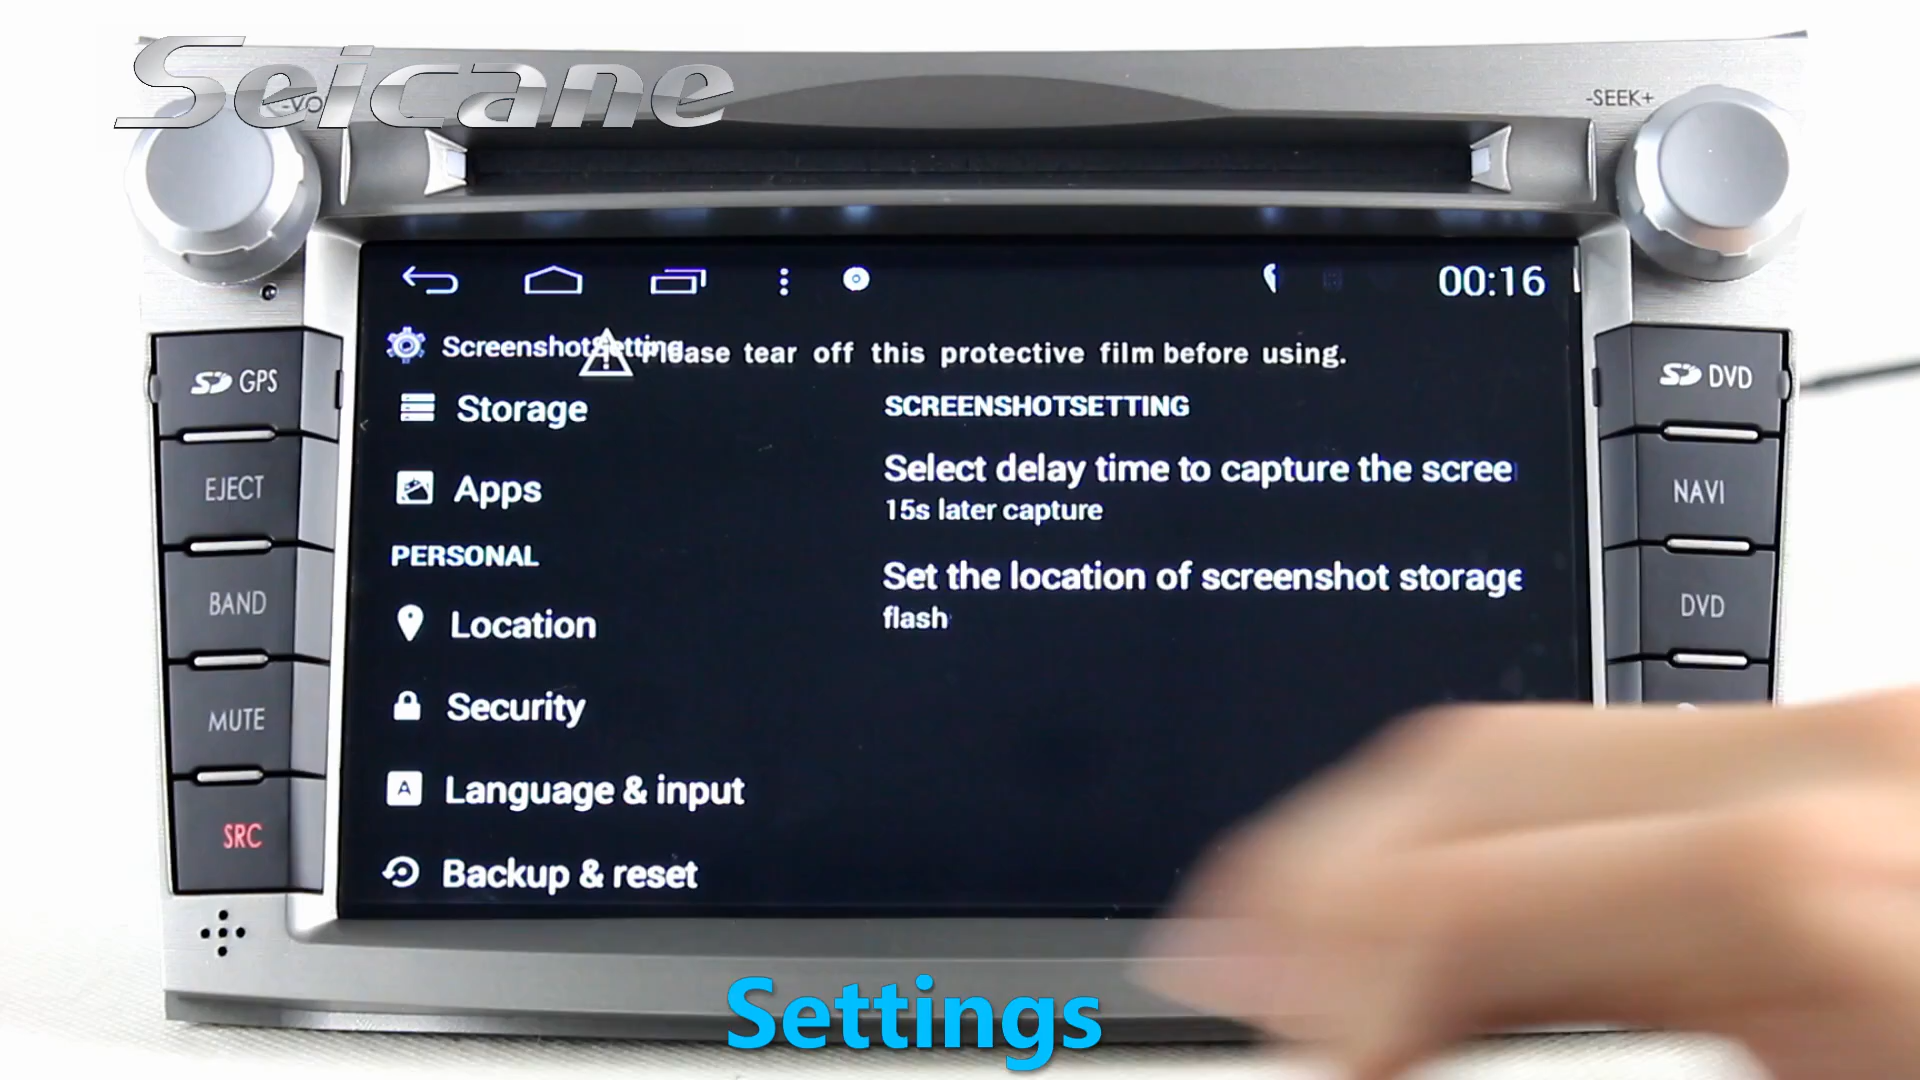 Seicane
-VO
-SEEK+
00:16
ScreenshotSetting
Please tear off this protective film before using.
Storage
SCREENSHOTSETTING
Select delay time to capture the scree
15s later capture
Apps
PERSONAL
Set the location of screenshot storage
flash
Location
Security
A
Language & input
Backup & reset
GPS
EJECT
BAND
MUTE
SRC
DVD
NAVI
DVD
Settings